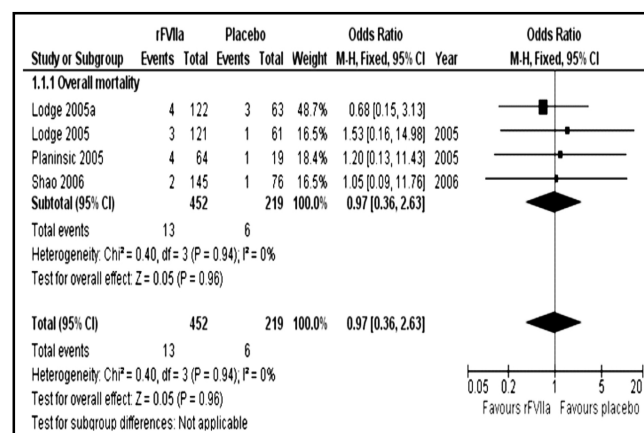 rFVIIa Placebo Odds Ratio Odds Ratio
Study or Subgroup Events Total Events Total Weight M-H, Fixed, 95% CI Year M-H, Fixed, 95% CI
1.1.1 Overall mortality
Lodge 2005a 4 122 3 63 48.7% 0.68 [0.15, 3.13]
Lodge 2005 3 121 1 61 16.5% 1.53 [0.16, 14.98] 2005
Planinsic 2005 4 64 1 19 18.4% 1.20 [0.13, 11.43] 2005
Shao 2006 2 145 1 76 16.5% 1.05 [0.09, 11.76] 2006
Subtotal (95% CI) 452 219 100.0% 0.97 [0.36, 2.63]
Total events 13 6
Heterogeneity: Chi² = 0.40, df = 3 (P = 0.94); I² = 0%
Test for overall effect: Z = 0.05 (P = 0.96)
Total (95% CI) 452 219 100.0% 0.97 [0.36, 2.63]
Total events 13 6
Heterogeneity: Chi² = 0.40, df = 3 (P = 0.94); I² = 0%
Test for overall effect: Z = 0.05 (P = 0.96)
Test for subgroup differences: Not applicable
0.05 0.2 1 5 20
Favours rFVIIa Favours placebo